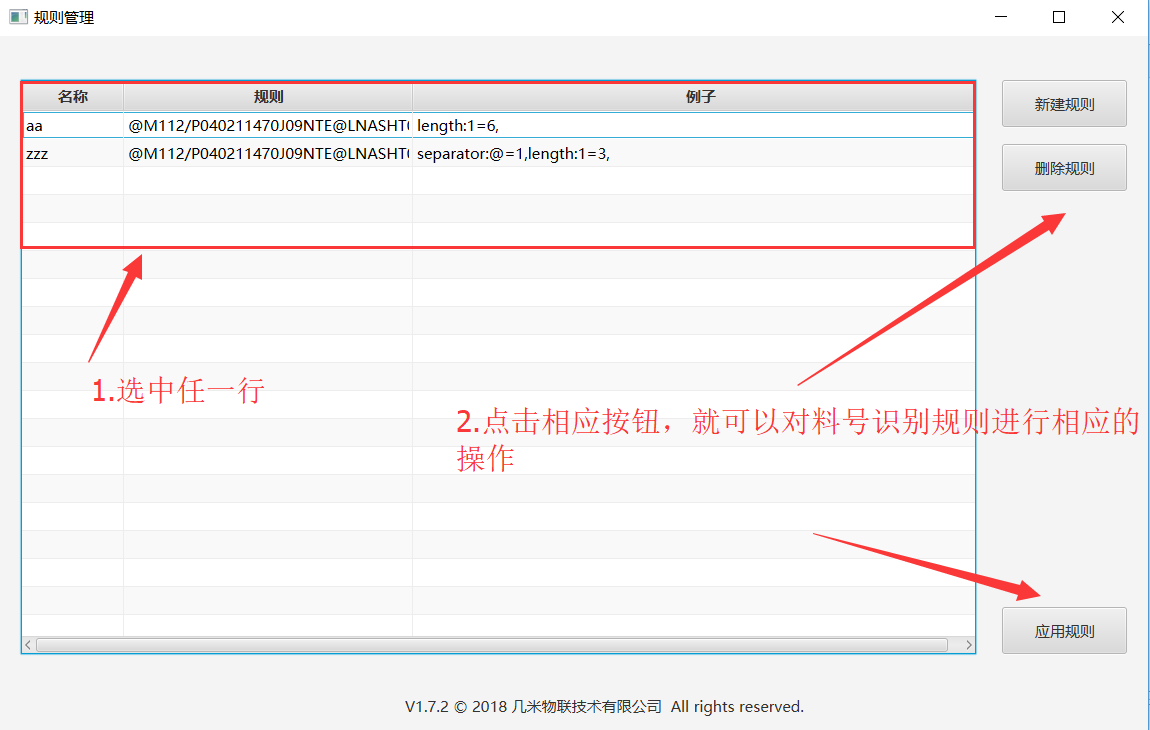 规则管理
名称 规则 例子
aa @M112/P040211470J09NTE@LNASHT length:1=6,
zzz @M112/P040211470J09NTE@LNASHT separator:@=1,length:1=3,
新建规则
删除规则
1.选中任一行
2.点击相应按钮，就可以对料号识别规则进行相应的
操作
应用规则
V1.7.2 © 2018 几米物联技术有限公司 All rights reserved.